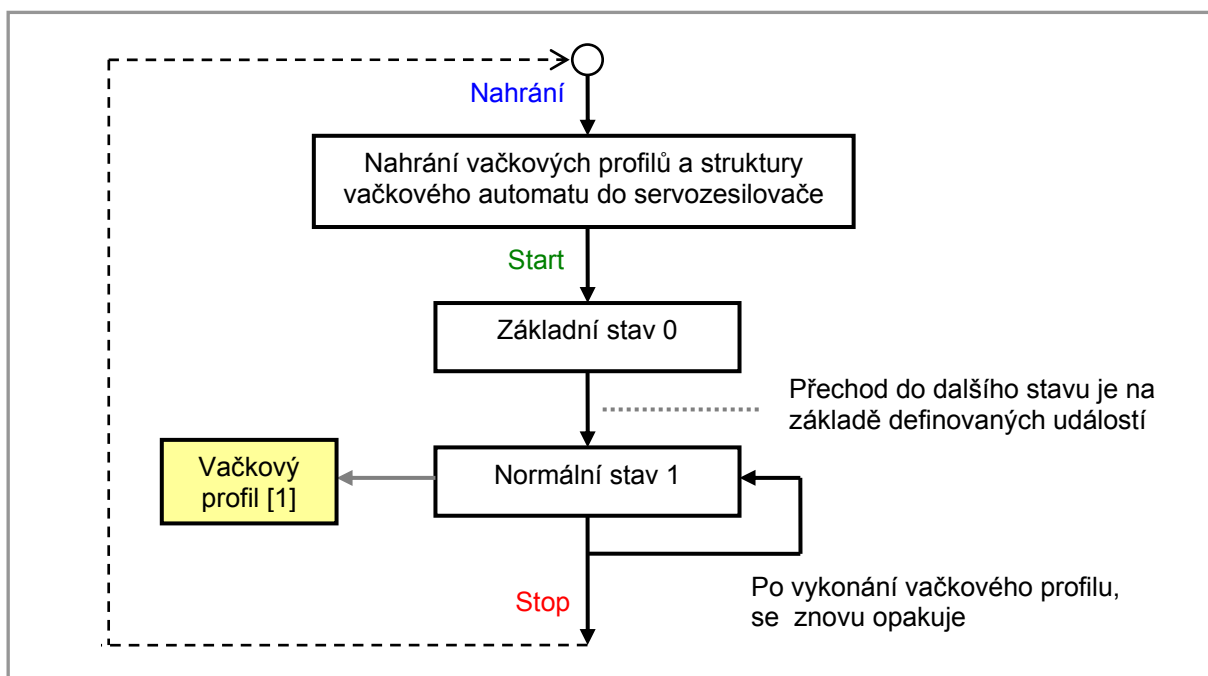 Nahrání
Nahrání vačkových profilů a struktury
vačkového automatu do servozesilovače
Start
Základní stav 0
Přechod do dalšího stavu je na
základě definovaných událostí
Vačkový
profil [1]
Normální stav 1
Po vykonání vačkového profilu,
se znovu opakuje
Stop